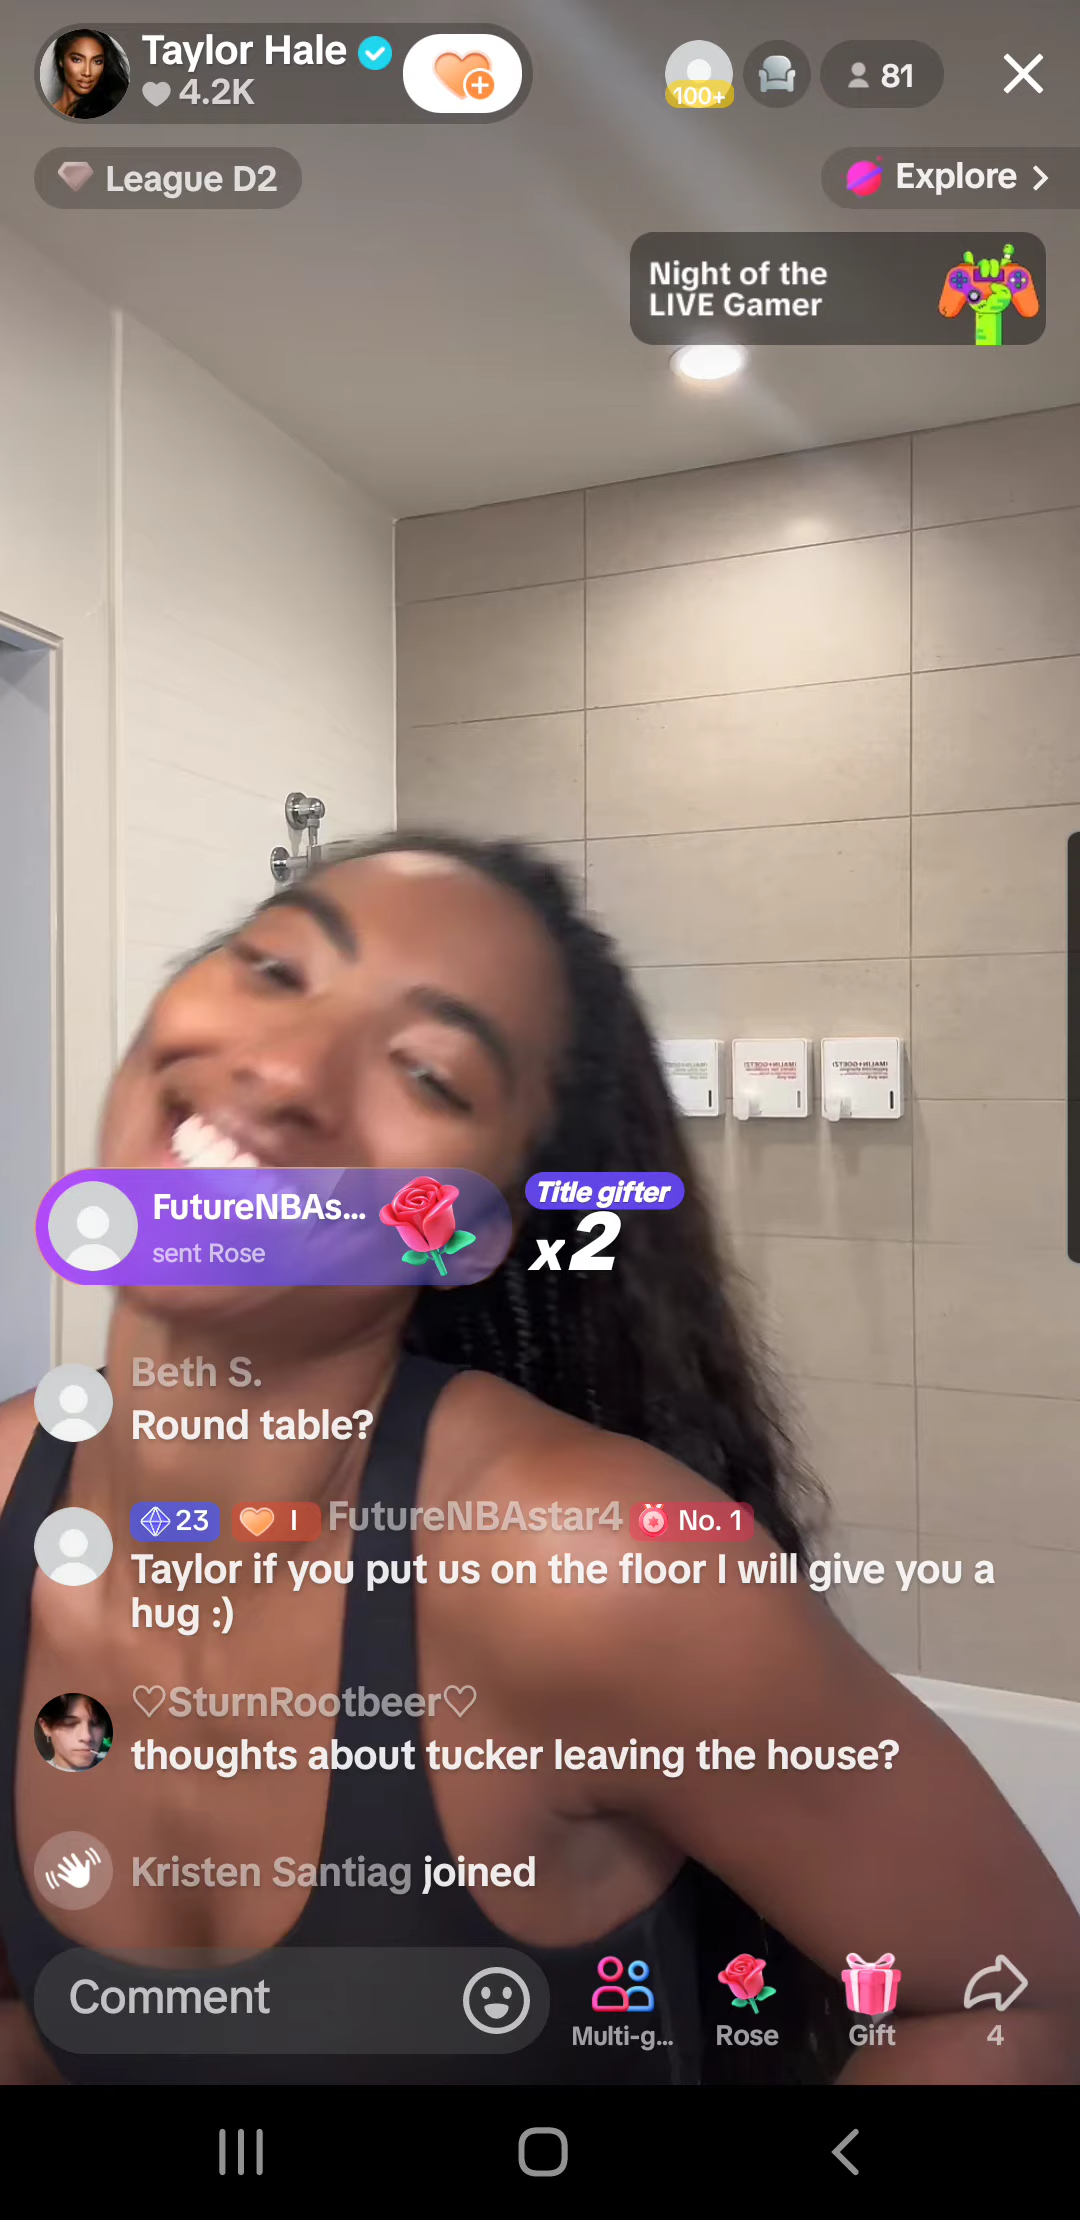 Taylor Hale
4.2K
100+
81
League D2
Explore
Night of the
LIVE Gamer
FutureNBAs...
sent Rose
Title gifter
x2
Beth S.
Round table?
23 I FutureNBAstar4 No. 1
Taylor if you put us on the floor I will give you a
hug :)
♡SturnRootbeer♡
thoughts about tucker leaving the house?
Kristen Santiag joined
Comment
Multi-g...
Rose
Gift
4